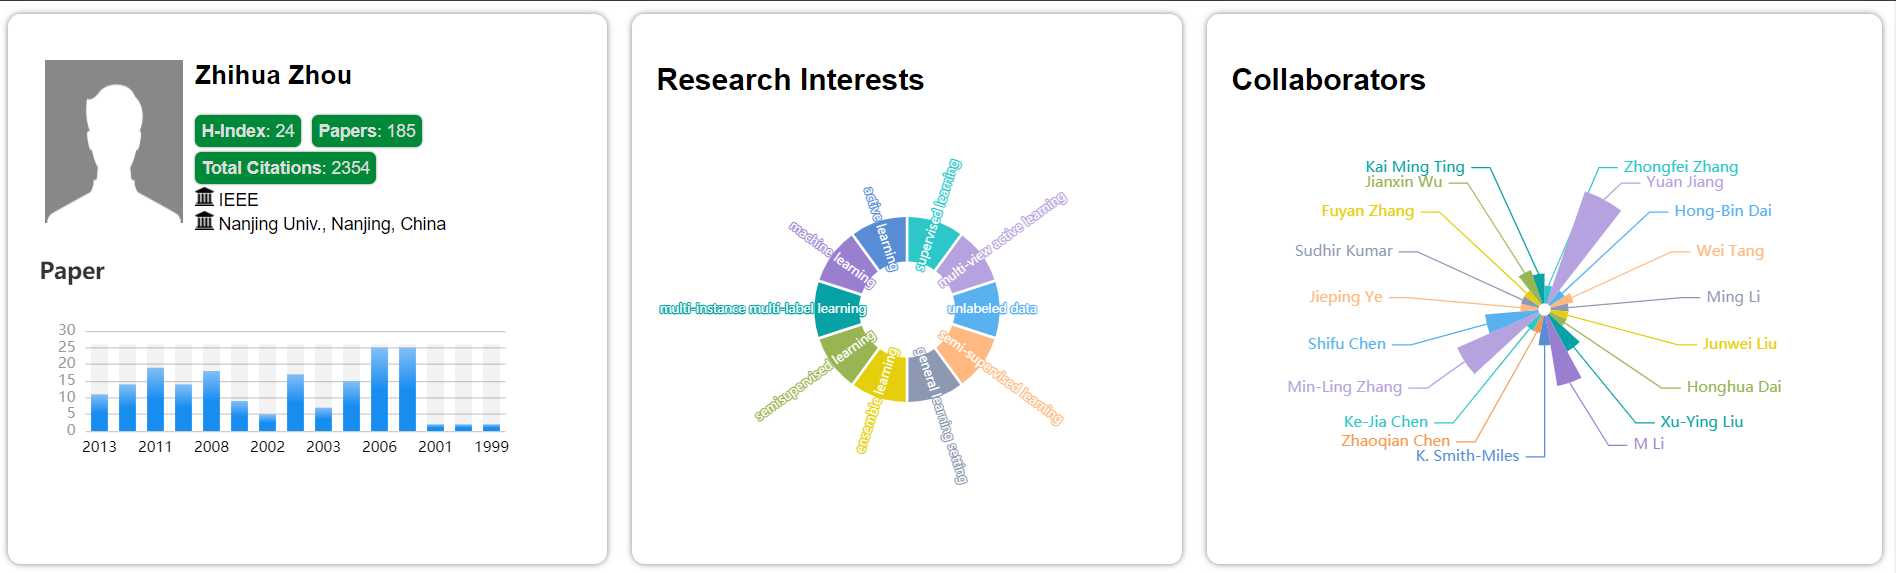 Zhihua Zhou
H-Index: 24
Papers: 185
Total Citations: 2354
IEEE
Nanjing Univ., Nanjing, China
Paper
30
25
20
15
10
5
0
2013
2011
2008
2002
2003
2006
2001
1999
Research Interests
supervised learning
multi-view active learning
unlabeled data
semi-supervised learning
general learning setting
ensemble learning
semisupervised learning
multi-instance multi-label learning
machine learning
active learning
Collaborators
Zhongfei Zhang
Yuan Jiang
Hong-Bin Dai
Wei Tang
Ming Li
Junwei Liu
Honghua Dai
Xu-Ying Liu
M Li
K. Smith-Miles
Zhaoqian Chen
Ke-Jia Chen
Min-Ling Zhang
Shifu Chen
Jieping Ye
Sudhir Kumar
Fuyan Zhang
Jianxin Wu
Kai Ming Ting